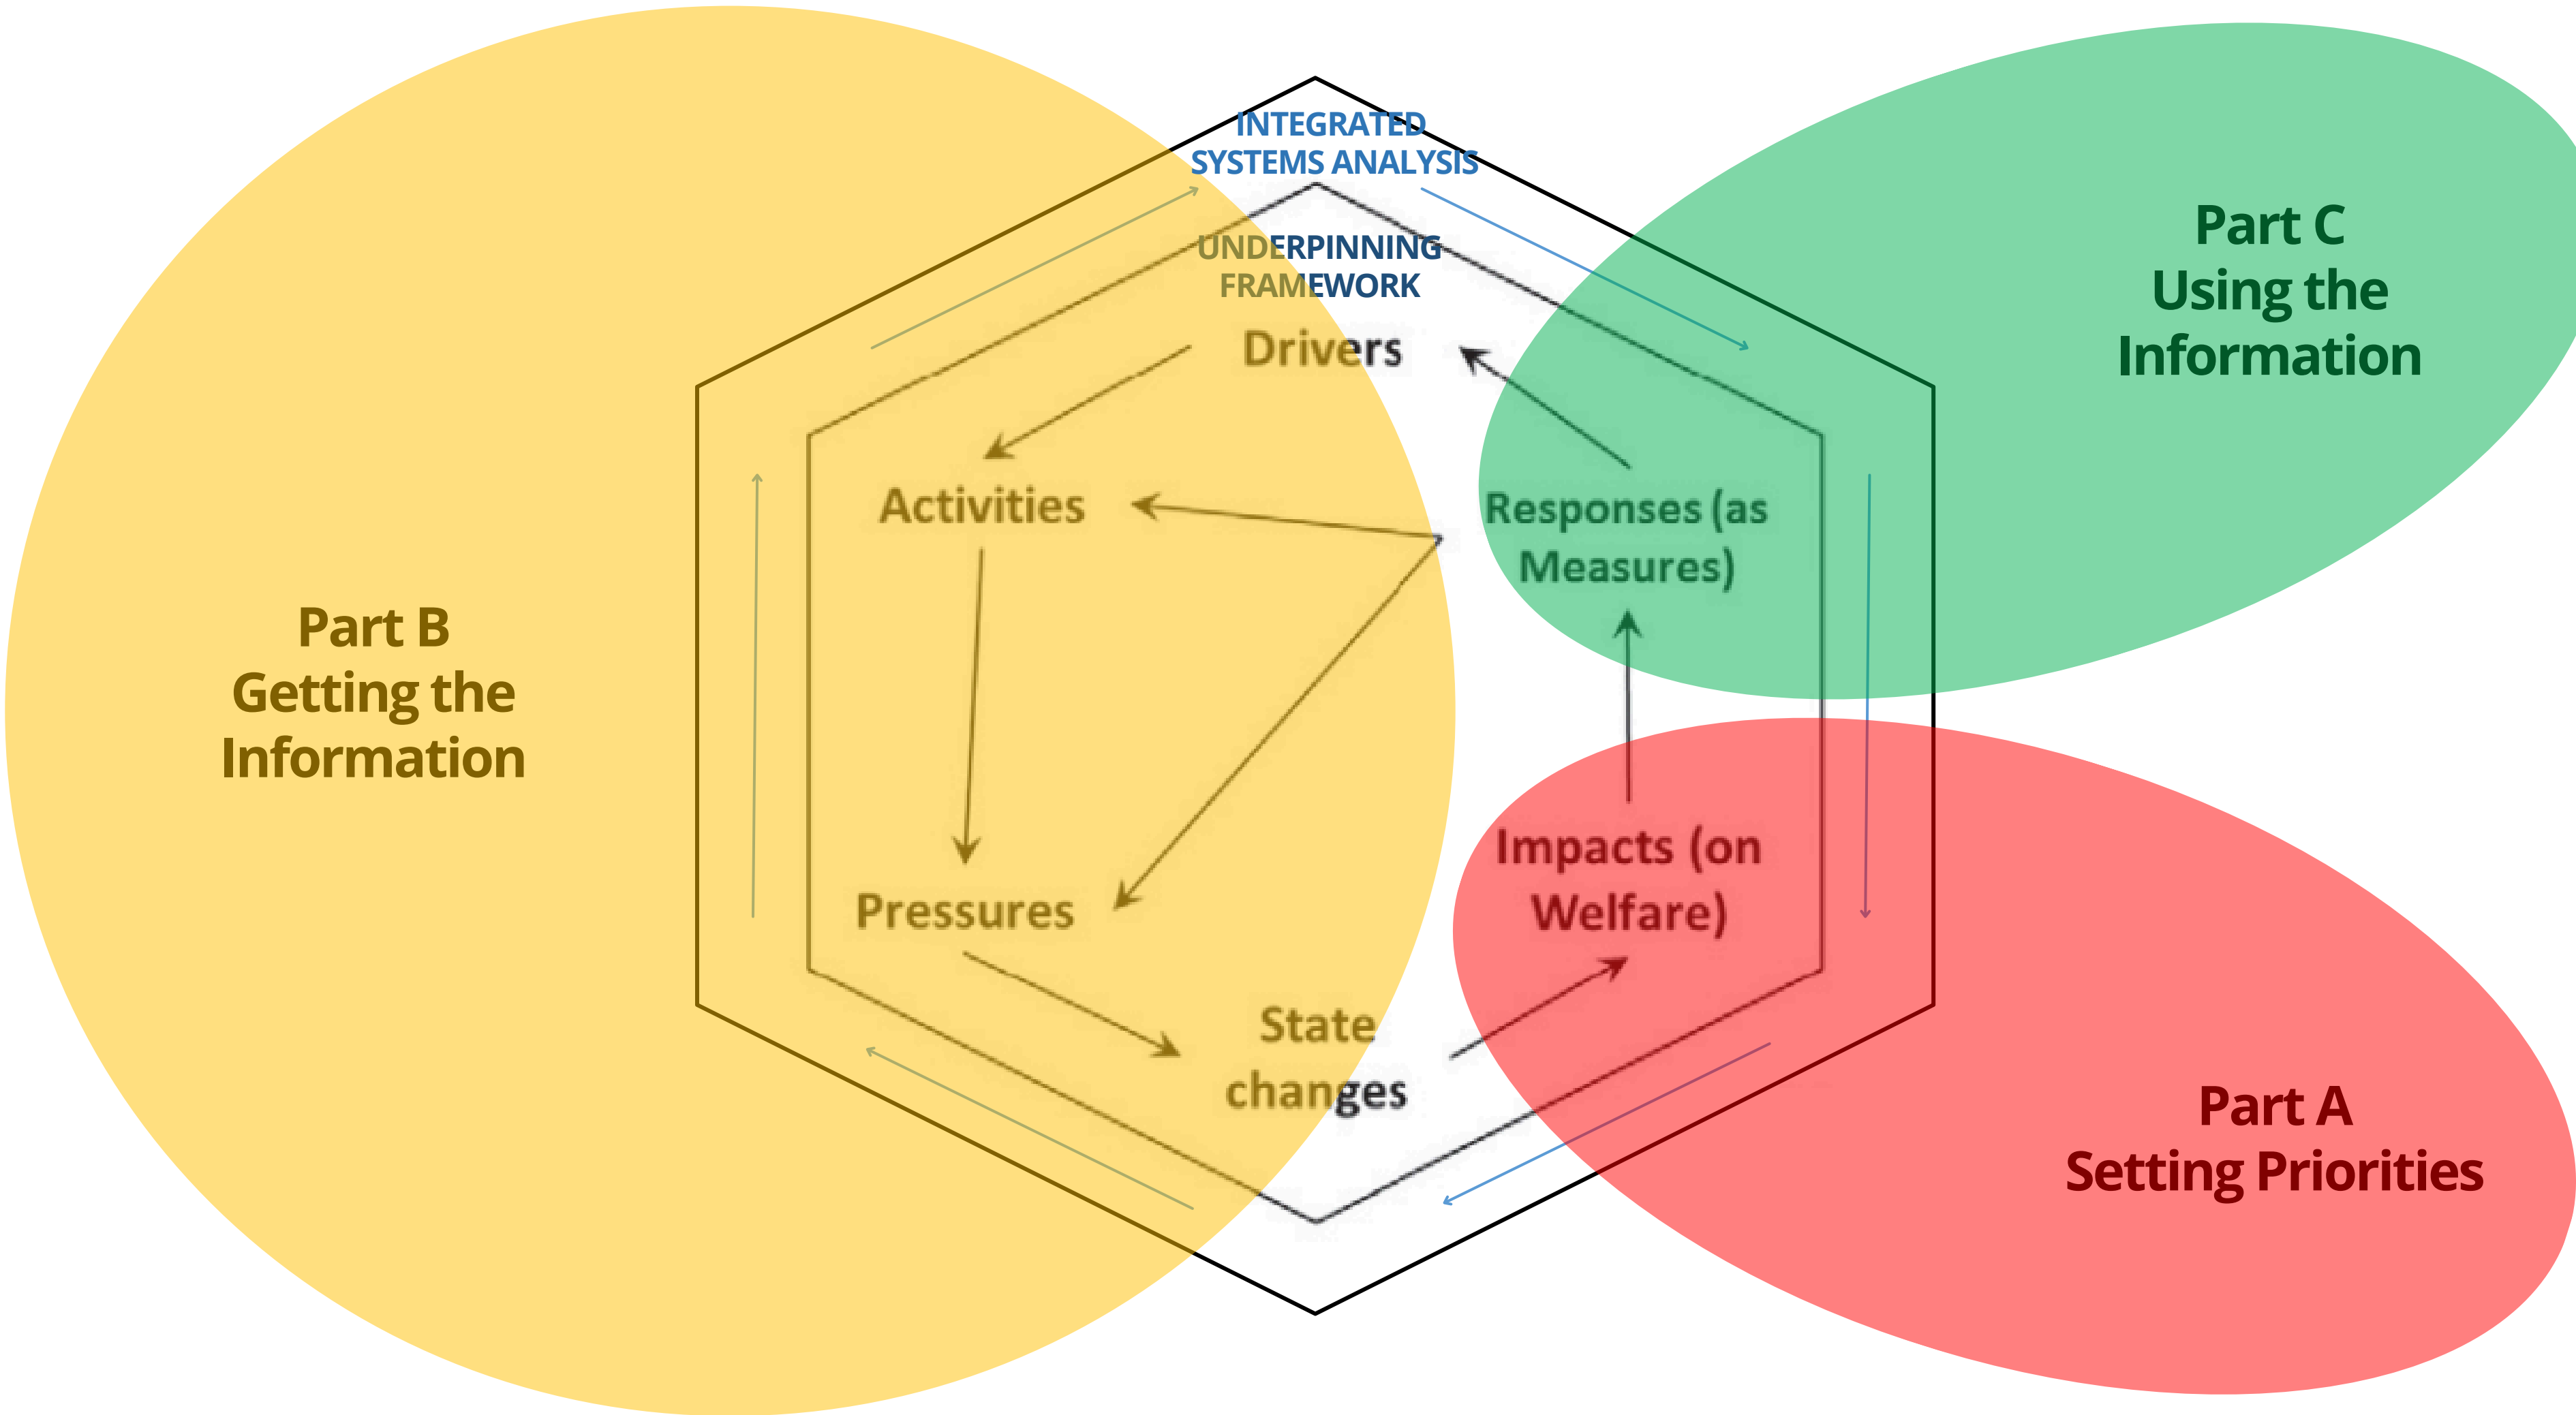 INTEGRATED
SYSTEMS ANALYSIS
UNDERPINNING
FRAMEWORK
Drivers
Activities
Responses (as
Measures)
Pressures
Impacts (on
Welfare)
State
changes
Part B
Getting the
Information
Part C
Using the
Information
Part A
Setting Priorities